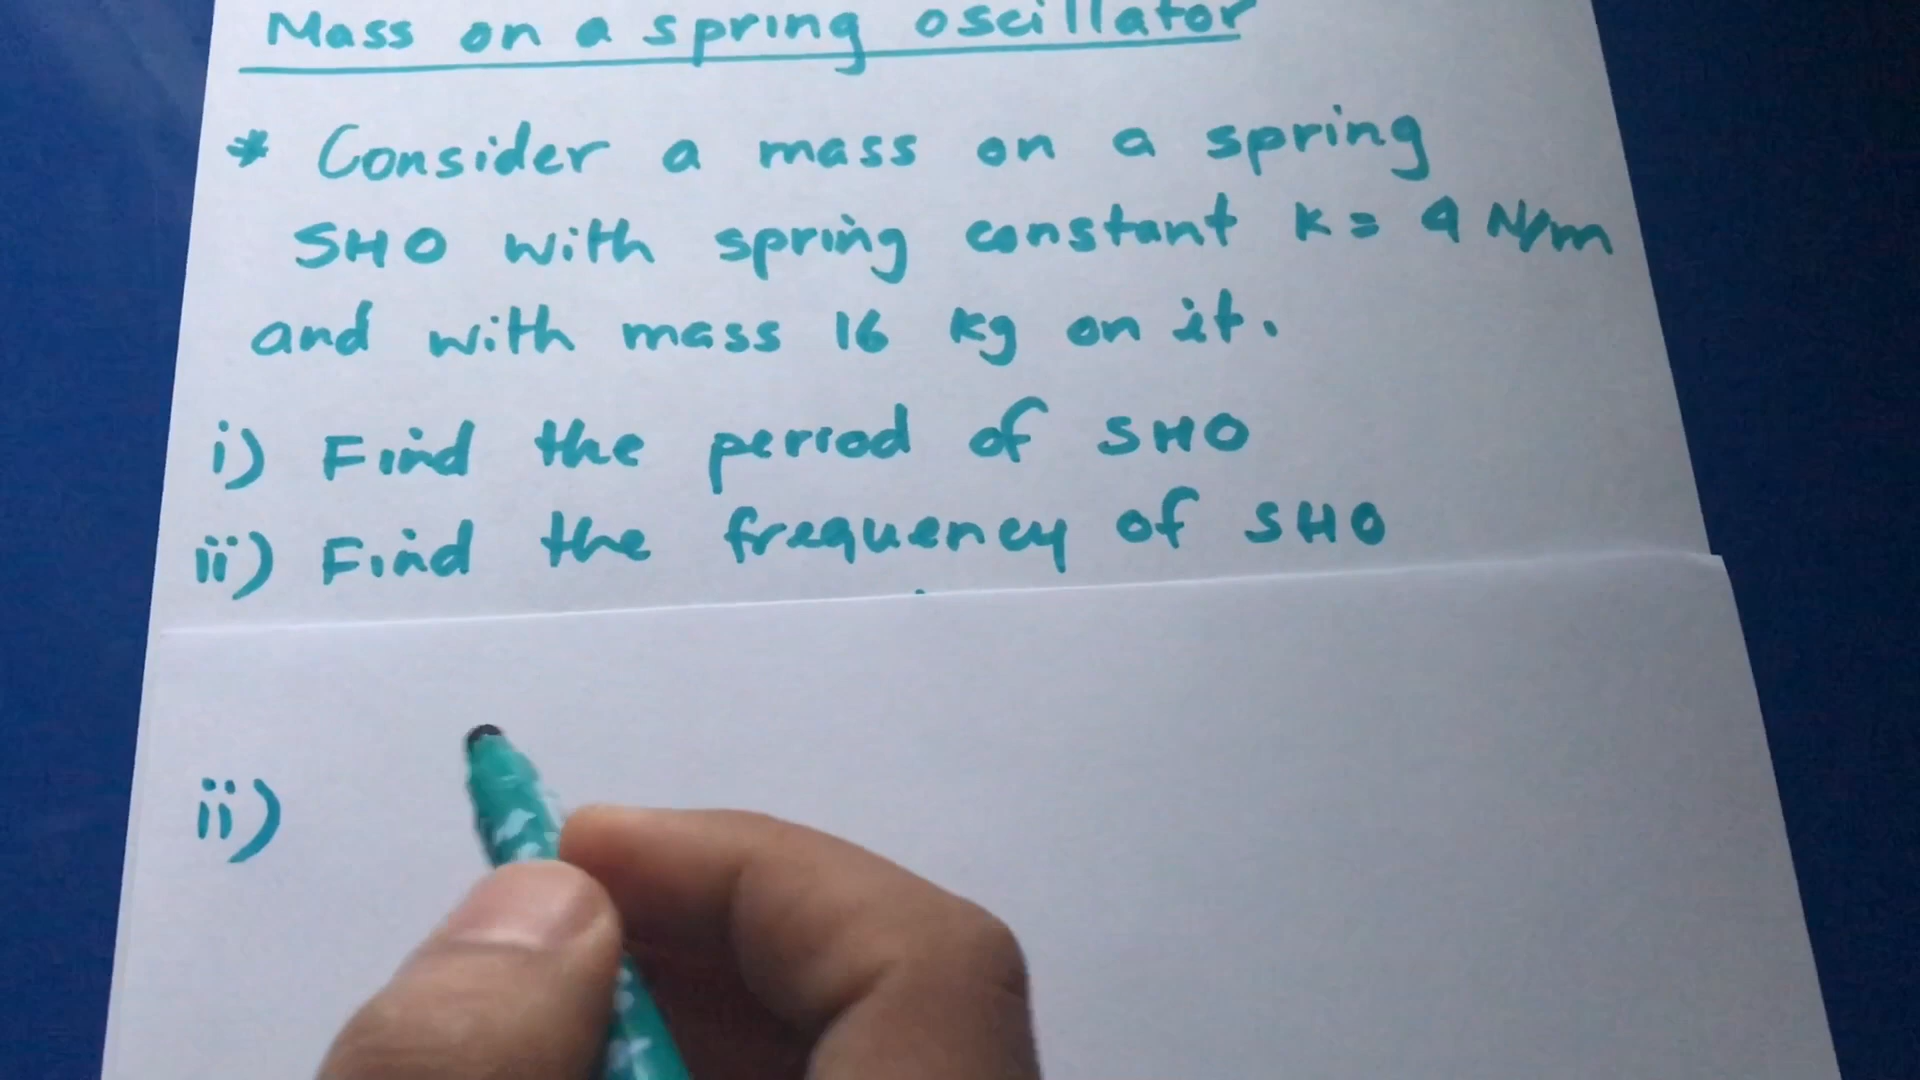 Mass on a spring oscillator
* Consider a mass on a spring
SHO with spring constant k = 4 N/m
and with mass 16 kg on it.
i) Find the period of SHO
ii) Find the frequency of SHO
ii)